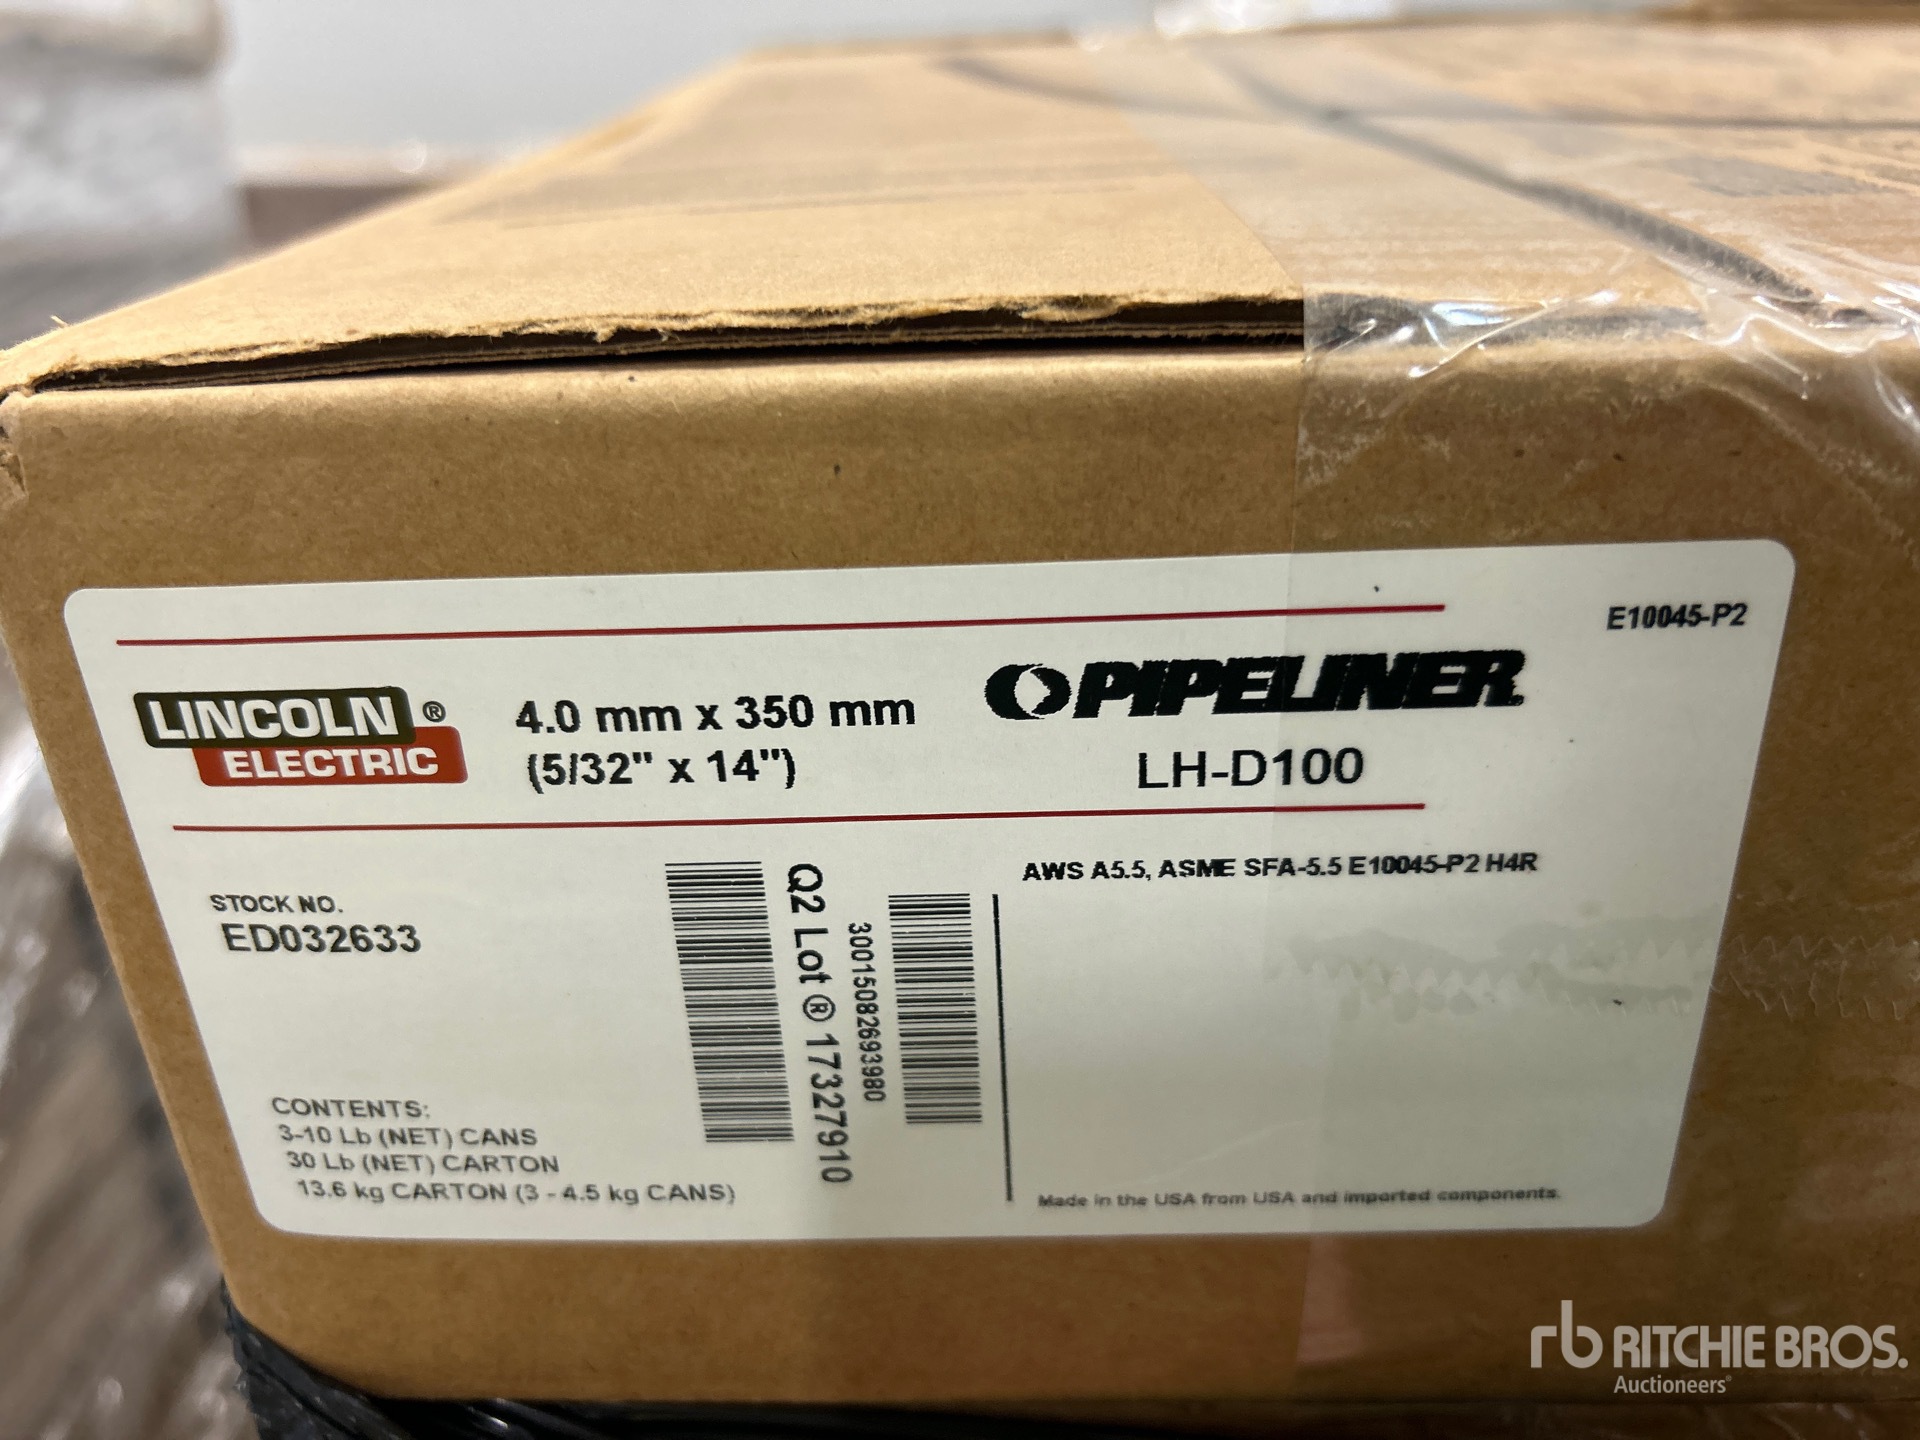 E10045-P2
LINCOLN ®
ELECTRIC
4.0 mm x 350 mm
(5/32" x 14")
PIPELINER
LH-D100
STOCK NO.
ED032633
Q2 Lot ® 17327910
30015082693980
AWS A5.5, ASME SFA-5.5 E10045-P2 H4R
CONTENTS:
3-10 Lb (NET) CANS
30 Lb (NET) CARTON
13.6 kg CARTON (3 - 4.5 kg CANS)
Made in the USA from USA and imported components.
rb RITCHIE BROS.
Auctioneers